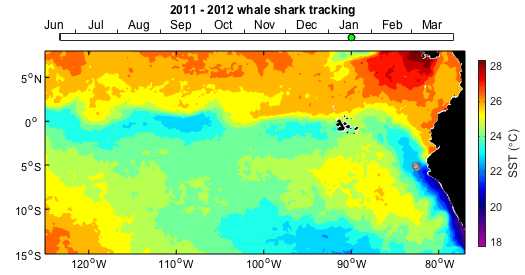 2011 - 2012 whale shark tracking
Jun Jul Aug Sep Oct Nov Dec Jan Feb Mar
5°N
0°
5°S
10°S
15°S
120°W 110°W 100°W 90°W 80°W
28
26
24
22
20
18
SST (°C)